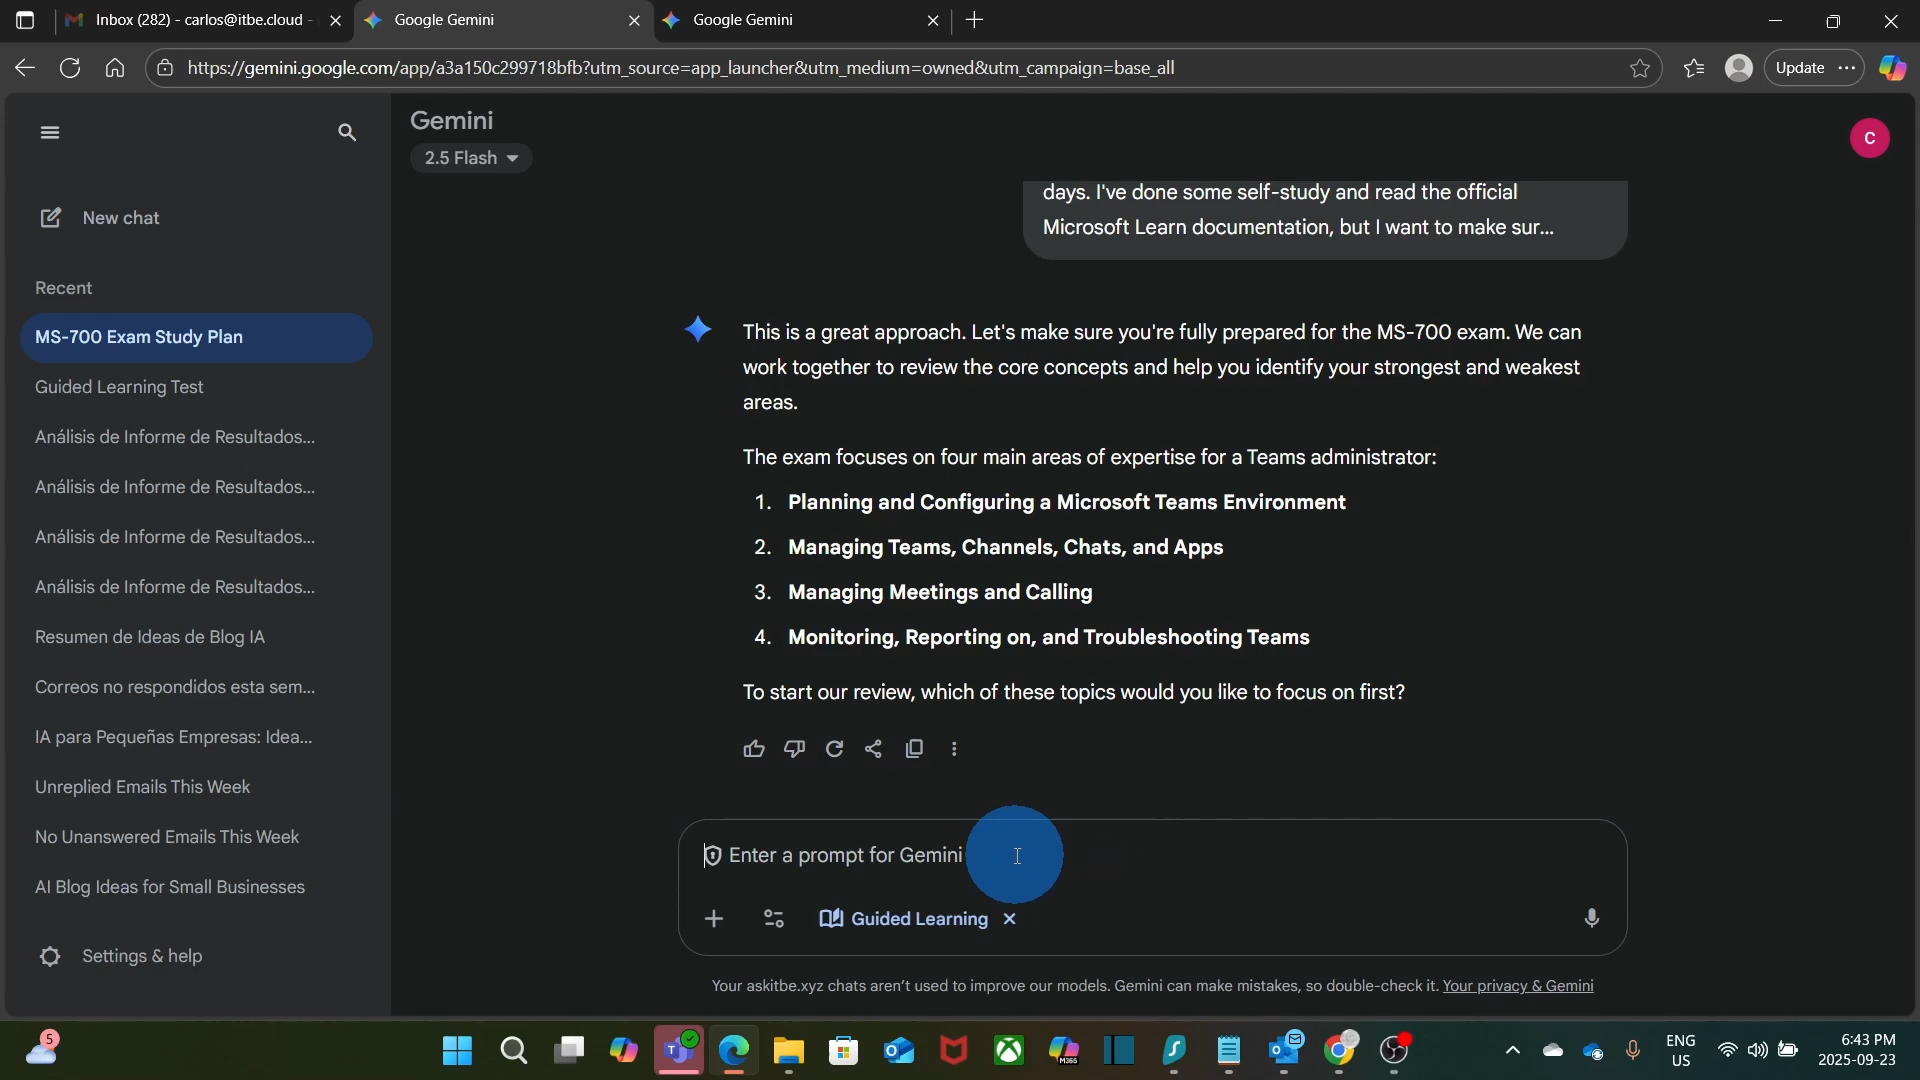 Inbox (282) - carlos@itbe.cloud -
Google Gemini
Google Gemini
https://gemini.google.com/app/a3a150c299718bfb?utm_source=app_launcher&utm_medium=owned&utm_campaign=base_all
Update
Gemini
2.5 Flash
C
New chat
Recent
MS-700 Exam Study Plan
Guided Learning Test
Análisis de Informe de Resultados...
Análisis de Informe de Resultados...
Análisis de Informe de Resultados...
Análisis de Informe de Resultados...
Resumen de Ideas de Blog IA
Correos no respondidos esta sem...
IA para Pequeñas Empresas: Idea...
Unreplied Emails This Week
No Unanswered Emails This Week
AI Blog Ideas for Small Businesses
Settings & help
days. I've done some self-study and read the official
Microsoft Learn documentation, but I want to make sur...
This is a great approach. Let's make sure you're fully prepared for the MS-700 exam. We can
work together to review the core concepts and help you identify your strongest and weakest
areas.
The exam focuses on four main areas of expertise for a Teams administrator:
1. Planning and Configuring a Microsoft Teams Environment
2. Managing Teams, Channels, Chats, and Apps
3. Managing Meetings and Calling
4. Monitoring, Reporting on, and Troubleshooting Teams
To start our review, which of these topics would you like to focus on first?
Enter a prompt for Gemini
Guided Learning
Your askitbe.xyz chats aren't used to improve our models. Gemini can make mistakes, so double-check it. Your privacy & Gemini
5
M365
ENG
US
6:43 PM
2025-09-23